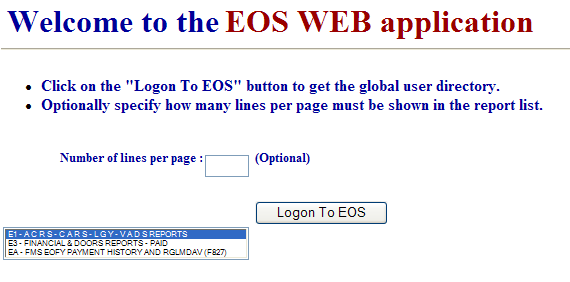 Welcome to the EOS WEB application
Click on the "Logon To EOS" button to get the global user directory.
Optionally specify how many lines per page must be shown in the report list.
Number of lines per page : (Optional)
Logon To EOS
E1 - A C R S - C A R S - L G Y - V A D S REPORTS
E3 - FINANCIAL & DOORS REPORTS - PAID
EA - FMS EOFY PAYMENT HISTORY AND RGLMDAV (F827)